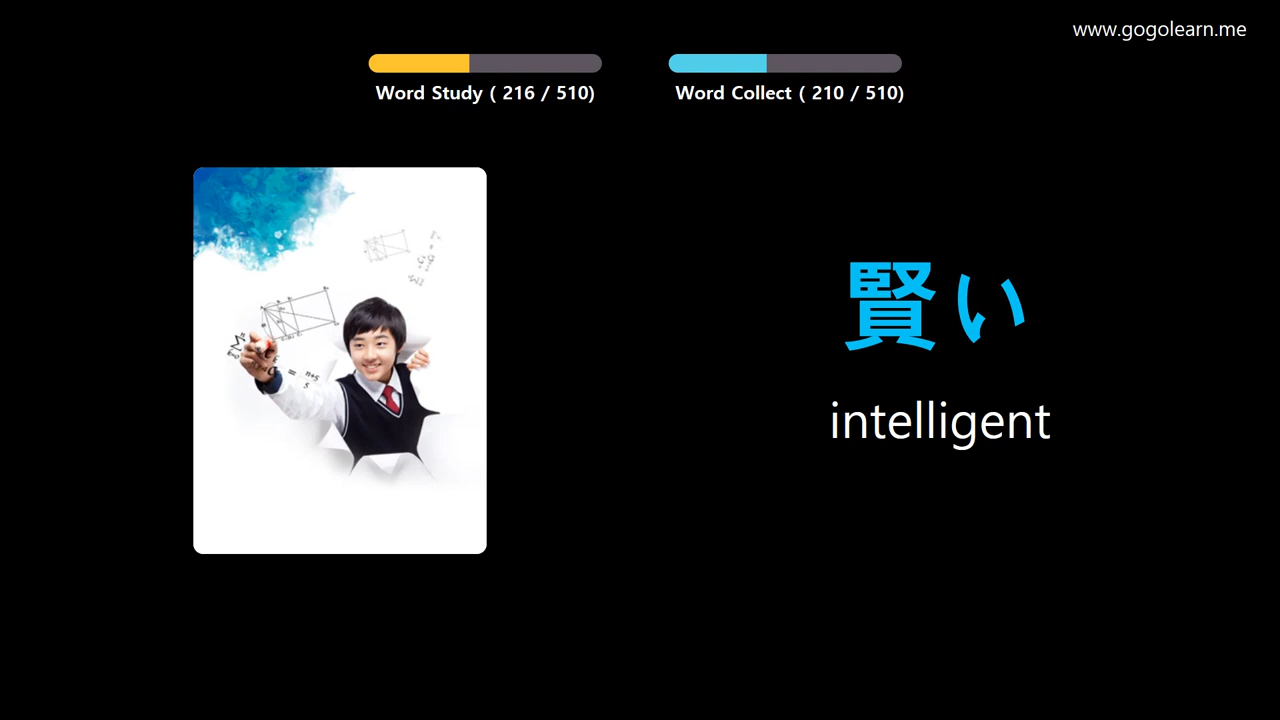 www.gogolearn.me
Word Study ( 216 / 510)
Word Collect ( 210 / 510)
賢い
intelligent